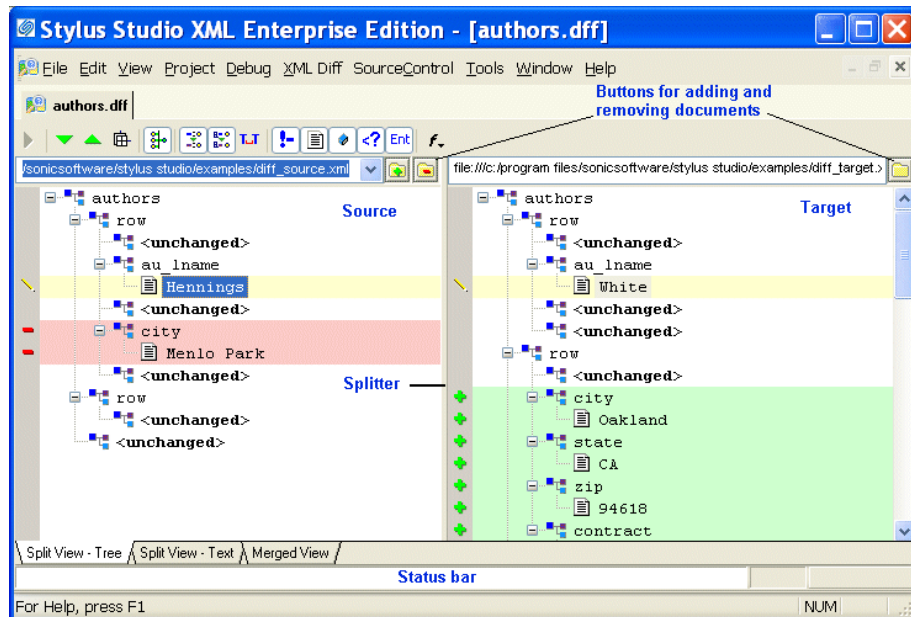 Stylus Studio XML Enterprise Edition - [authors.dff]
File Edit View Project Debug XML Diff SourceControl Tools Window Help
Buttons for adding and
removing documents
authors.dff
<? Ent f
/sonicsoftware/stylus studio/examples/diff_source.xml
file:///c:/program files/sonicsoftware/stylus studio/examples/diff_target.x
Source
authors
row
<unchanged>
au_lname
Hennings
<unchanged>
city
Menlo Park
<unchanged>
row
<unchanged>
<unchanged>
Splitter
Target
authors
row
<unchanged>
au_lname
White
<unchanged>
<unchanged>
row
<unchanged>
city
Oakland
state
CA
zip
94618
contract
Split View - Tree Split View - Text Merged View
Status bar
For Help, press F1 NUM